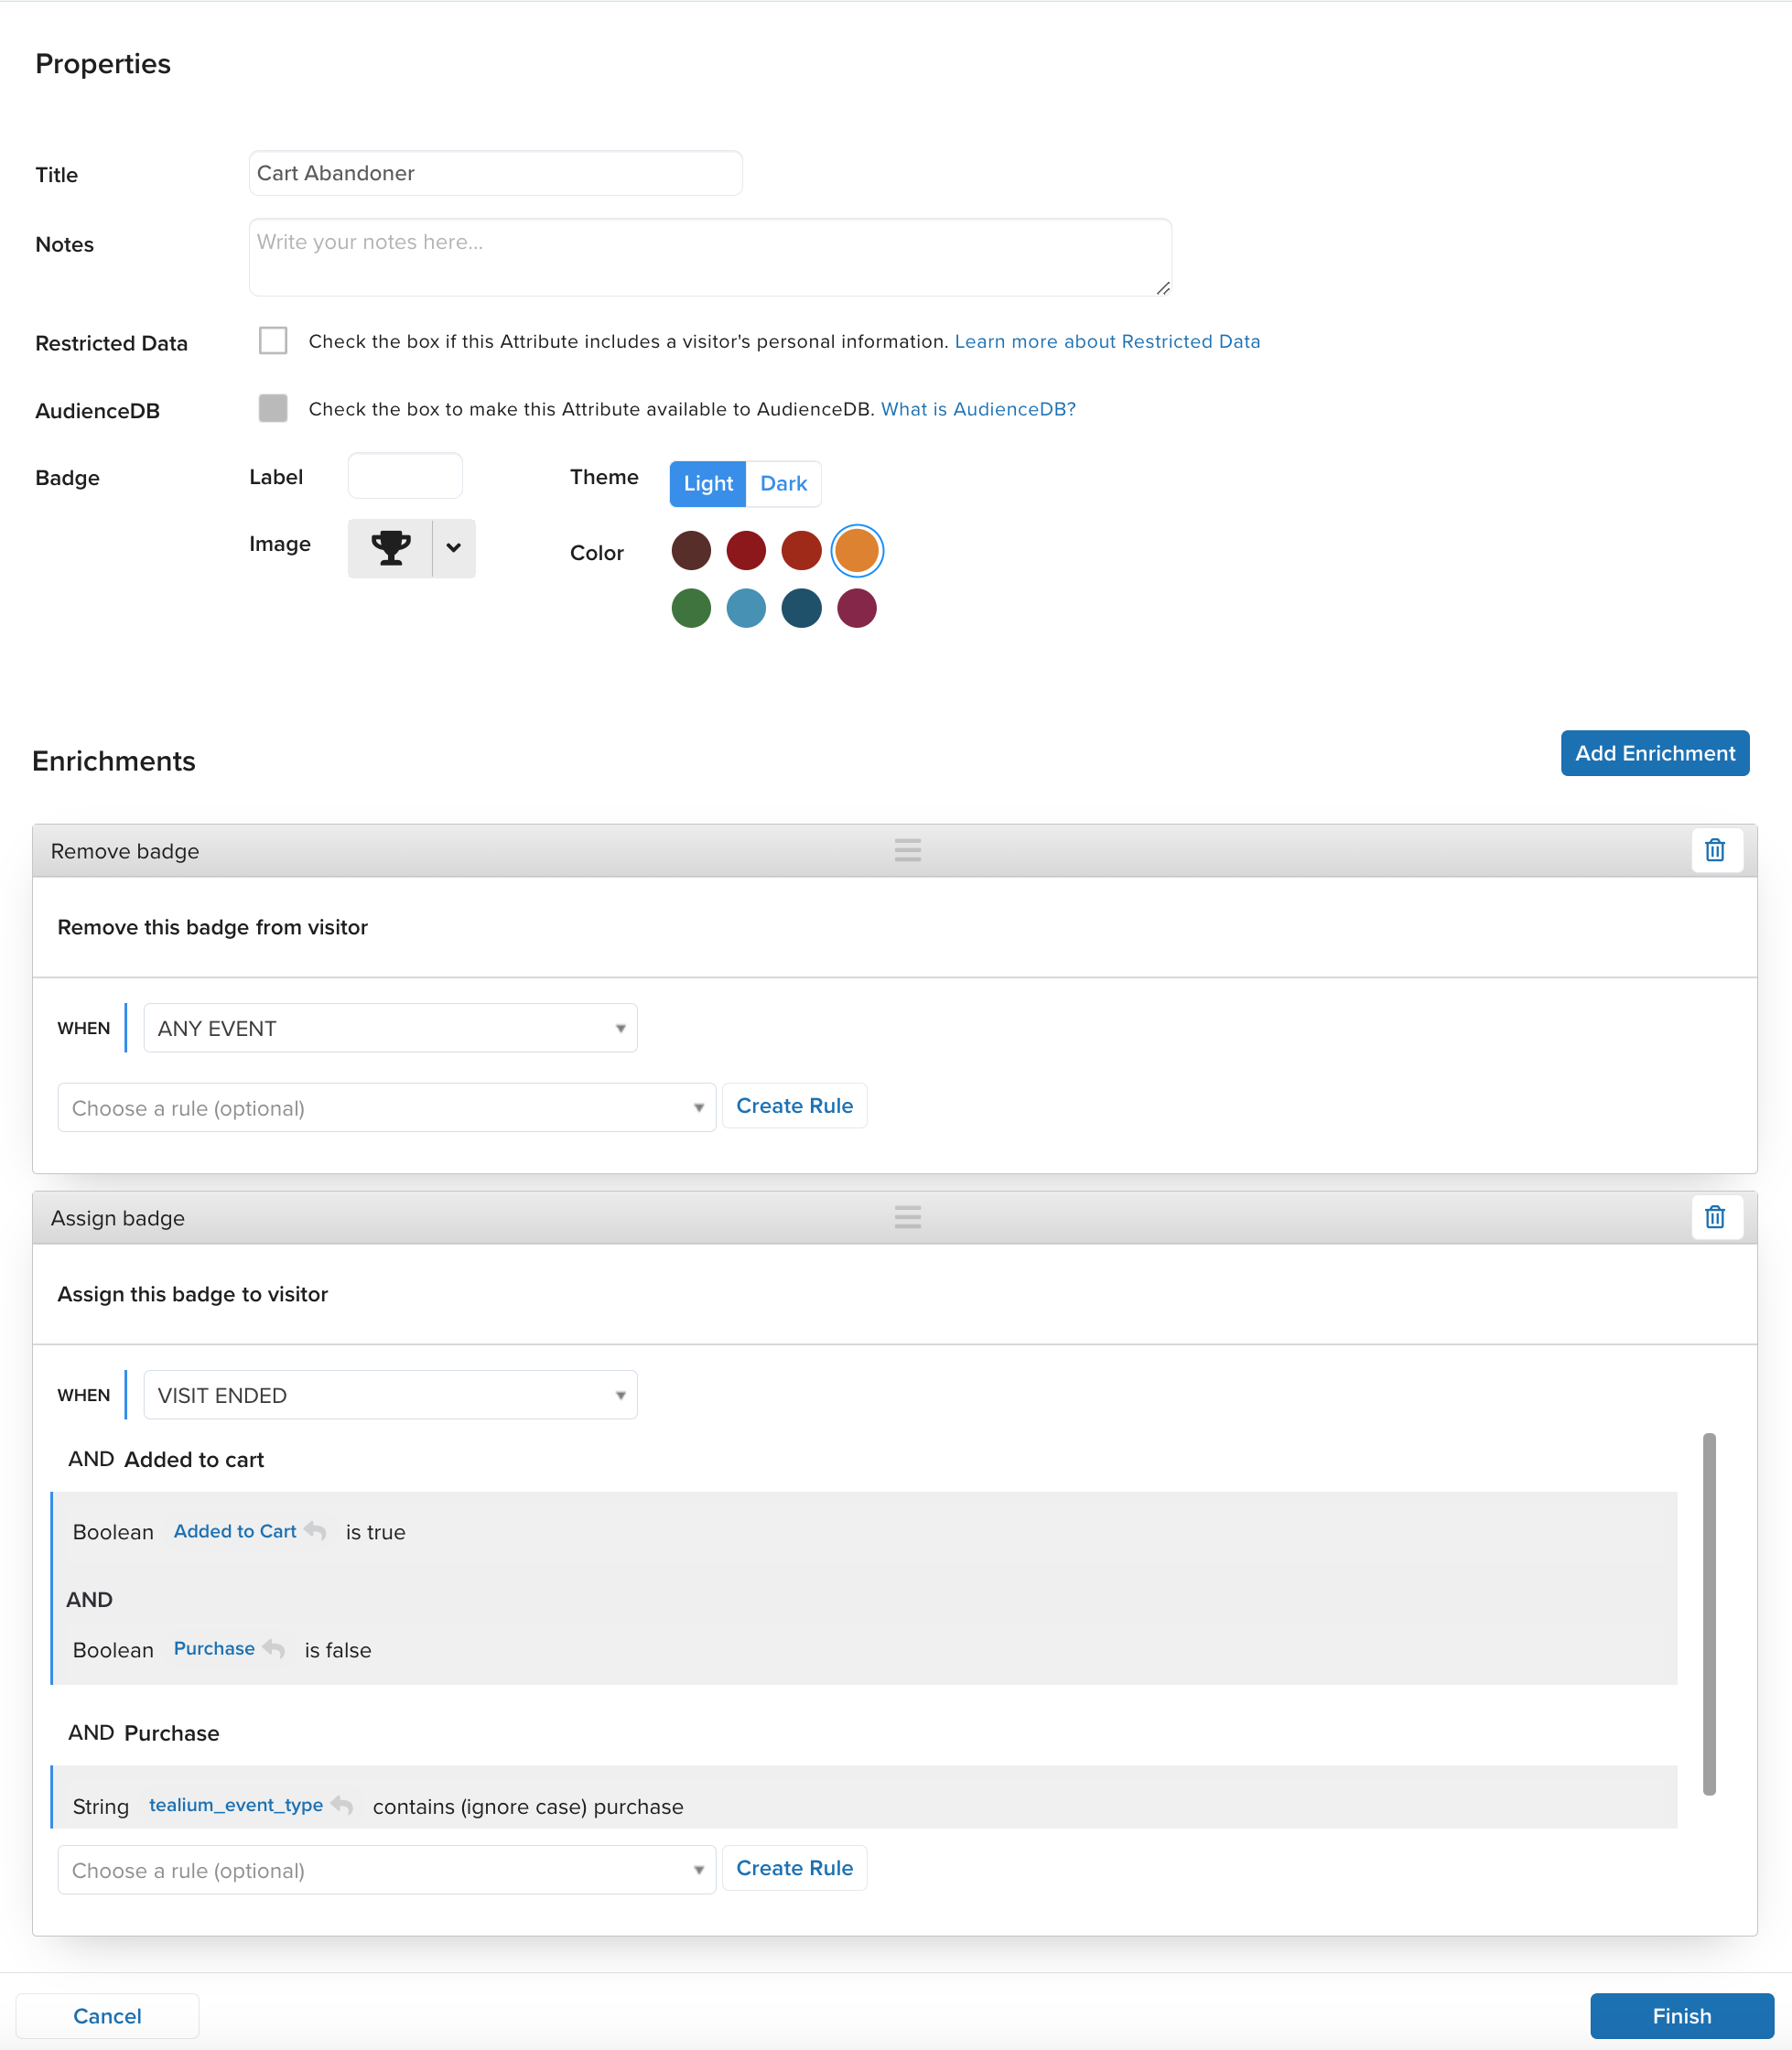 Properties
Title
Cart Abandoner
Notes
Write your notes here...
Restricted Data
Check the box if this Attribute includes a visitor's personal information. Learn more about Restricted Data
AudienceDB
Check the box to make this Attribute available to AudienceDB. What is AudienceDB?
Badge
Label
Theme
Light
Dark
Image
Color
Enrichments
Add Enrichment
Remove badge
Remove this badge from visitor
WHEN
ANY EVENT
Choose a rule (optional)
Create Rule
Assign badge
Assign this badge to visitor
WHEN
VISIT ENDED
AND Added to cart
Boolean Added to Cart is true
AND
Boolean Purchase is false
AND Purchase
String tealium_event_type contains (ignore case) purchase
Choose a rule (optional)
Create Rule
Cancel
Finish